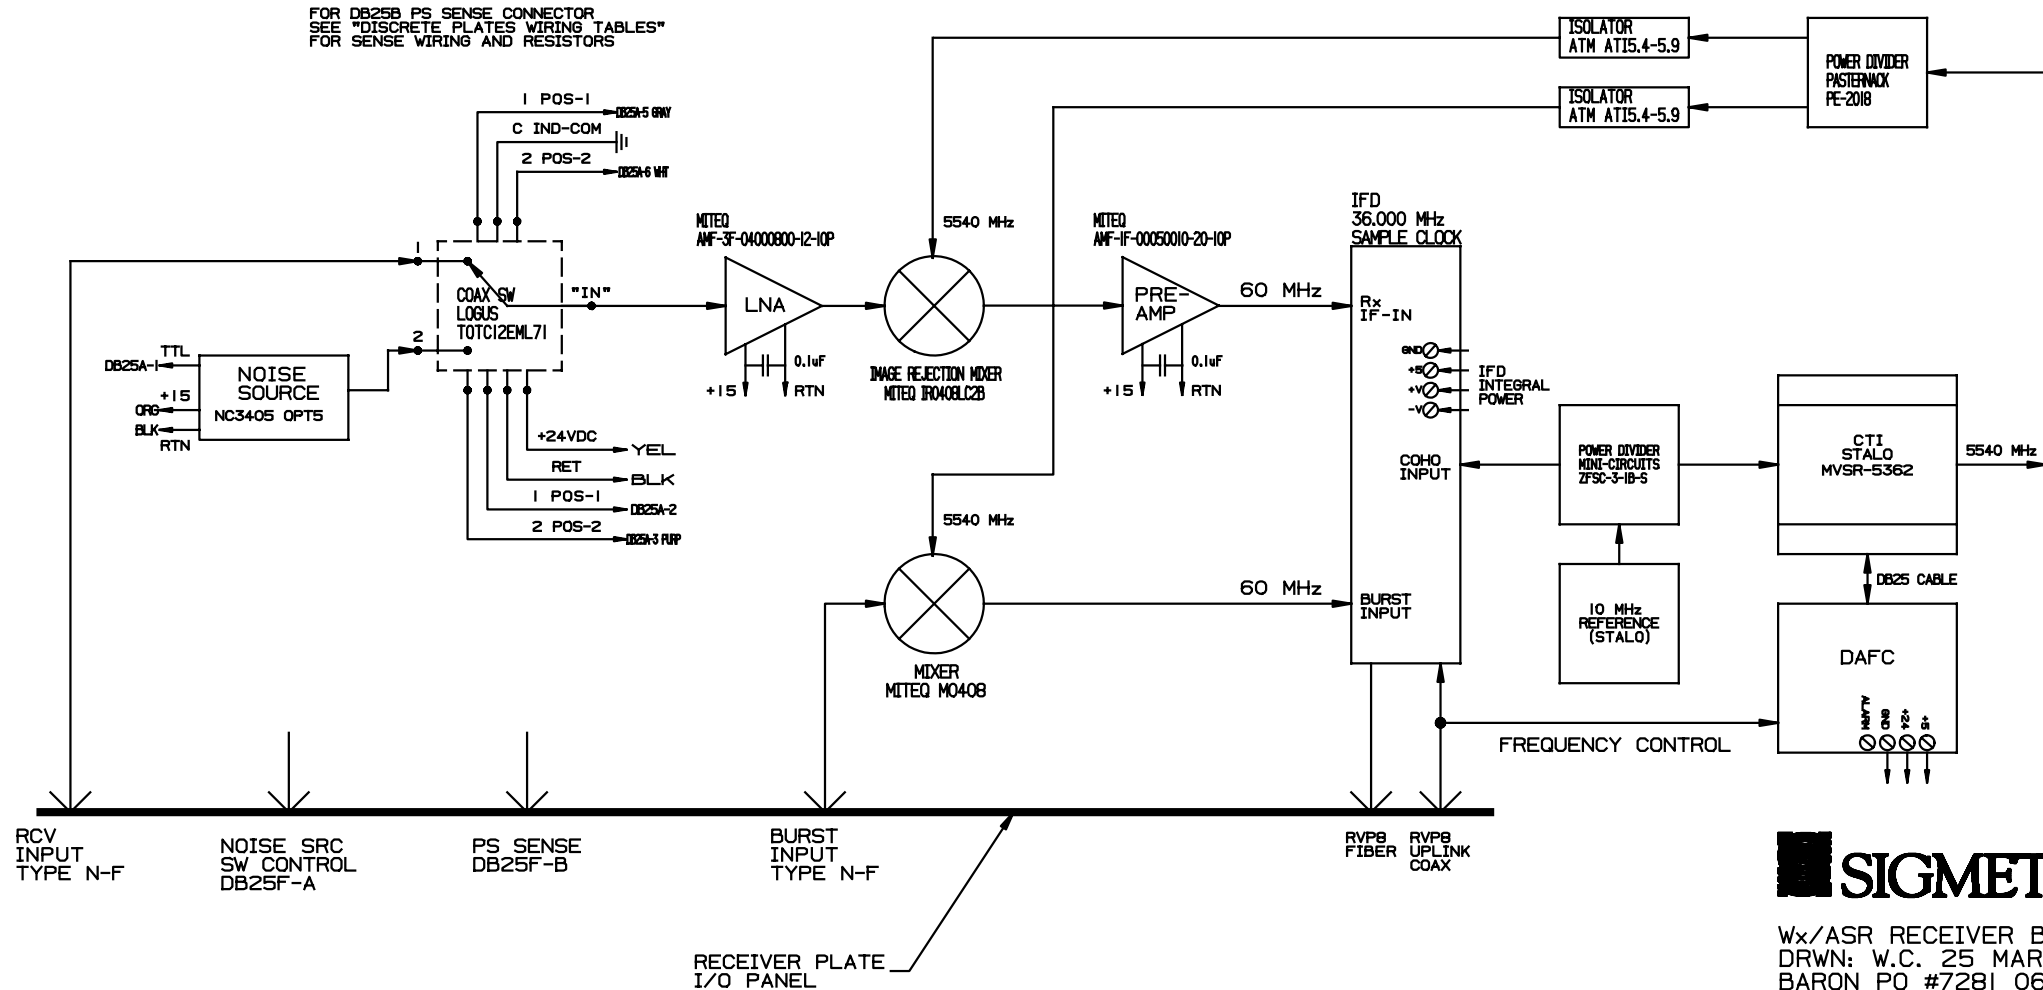 FOR DB25B PS SENSE CONNECTOR
SEE "DISCRETE PLATES WIRING TABLES"
FOR SENSE WIRING AND RESISTORS
ISOLATOR
ATM ATI5.4-5.9
POWER DIVIDER
PASTERNACK
PE-2018
ISOLATOR
ATM ATI5.4-5.9
1 POS-1
DB25A-5 GRAY
C IND-COM
2 POS-2
DB25A-6 WHT
MITEQ
AMF-3F-04000800-12-10P
5540 MHz
MITEQ
AMF-1F-00050010-20-10P
IFD
36.000 MHz
SAMPLE CLOCK
1
COAX SW
LOGUS
TOTC12EML71
"IN"
LNA
PRE-
AMP
60 MHz
Rx
IF-IN
2
TTL
DB25A-1
NOISE
SOURCE
NC3405 OPT5
+15
ORG
BLK
RTN
0.1uF
+15
RTN
IMAGE REJECTION MIXER
MITEQ IR0408LC2B
0.1uF
+15
RTN
GND
+5
+V
-V
IFD
INTEGRAL
POWER
+24VDC
YEL
RET
BLK
1 POS-1
DB25A-2
2 POS-2
DB25A-3 PURP
COHO
INPUT
POWER DIVIDER
MINI-CIRCUITS
ZFSC-3-1B-S
CTI
STALO
MVSR-5362
5540 MHz
5540 MHz
60 MHz
BURST
INPUT
10 MHz
REFERENCE
(STALO)
DB25 CABLE
DAFC
ALARM
GND
+24
+5
MIXER
MITEQ M0408
FREQUENCY CONTROL
RCV
INPUT
TYPE N-F
NOISE SRC
SW CONTROL
DB25F-A
PS SENSE
DB25F-B
BURST
INPUT
TYPE N-F
RVP8
FIBER
RVP8
UPLINK
COAX
RECEIVER PLATE
I/O PANEL
SIGMET
Wx/ASR RECEIVER B
DRWN: W.C. 25 MAR
BARON PO #7281 06